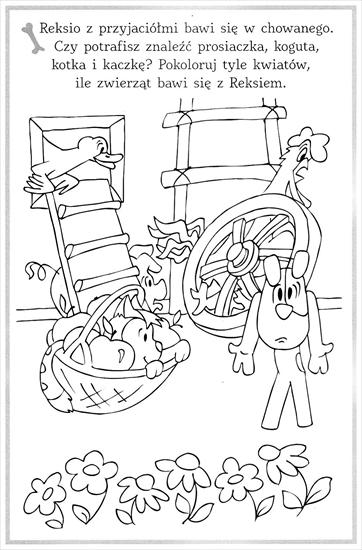 Reksio z przyjaciółmi bawi się w chowanego.
Czy potrafisz znaleźć prosiaczka, koguta,
kotka i kaczkę? Pokoloruj tyle kwiatów,
ile zwierząt bawi się z Reksiem.